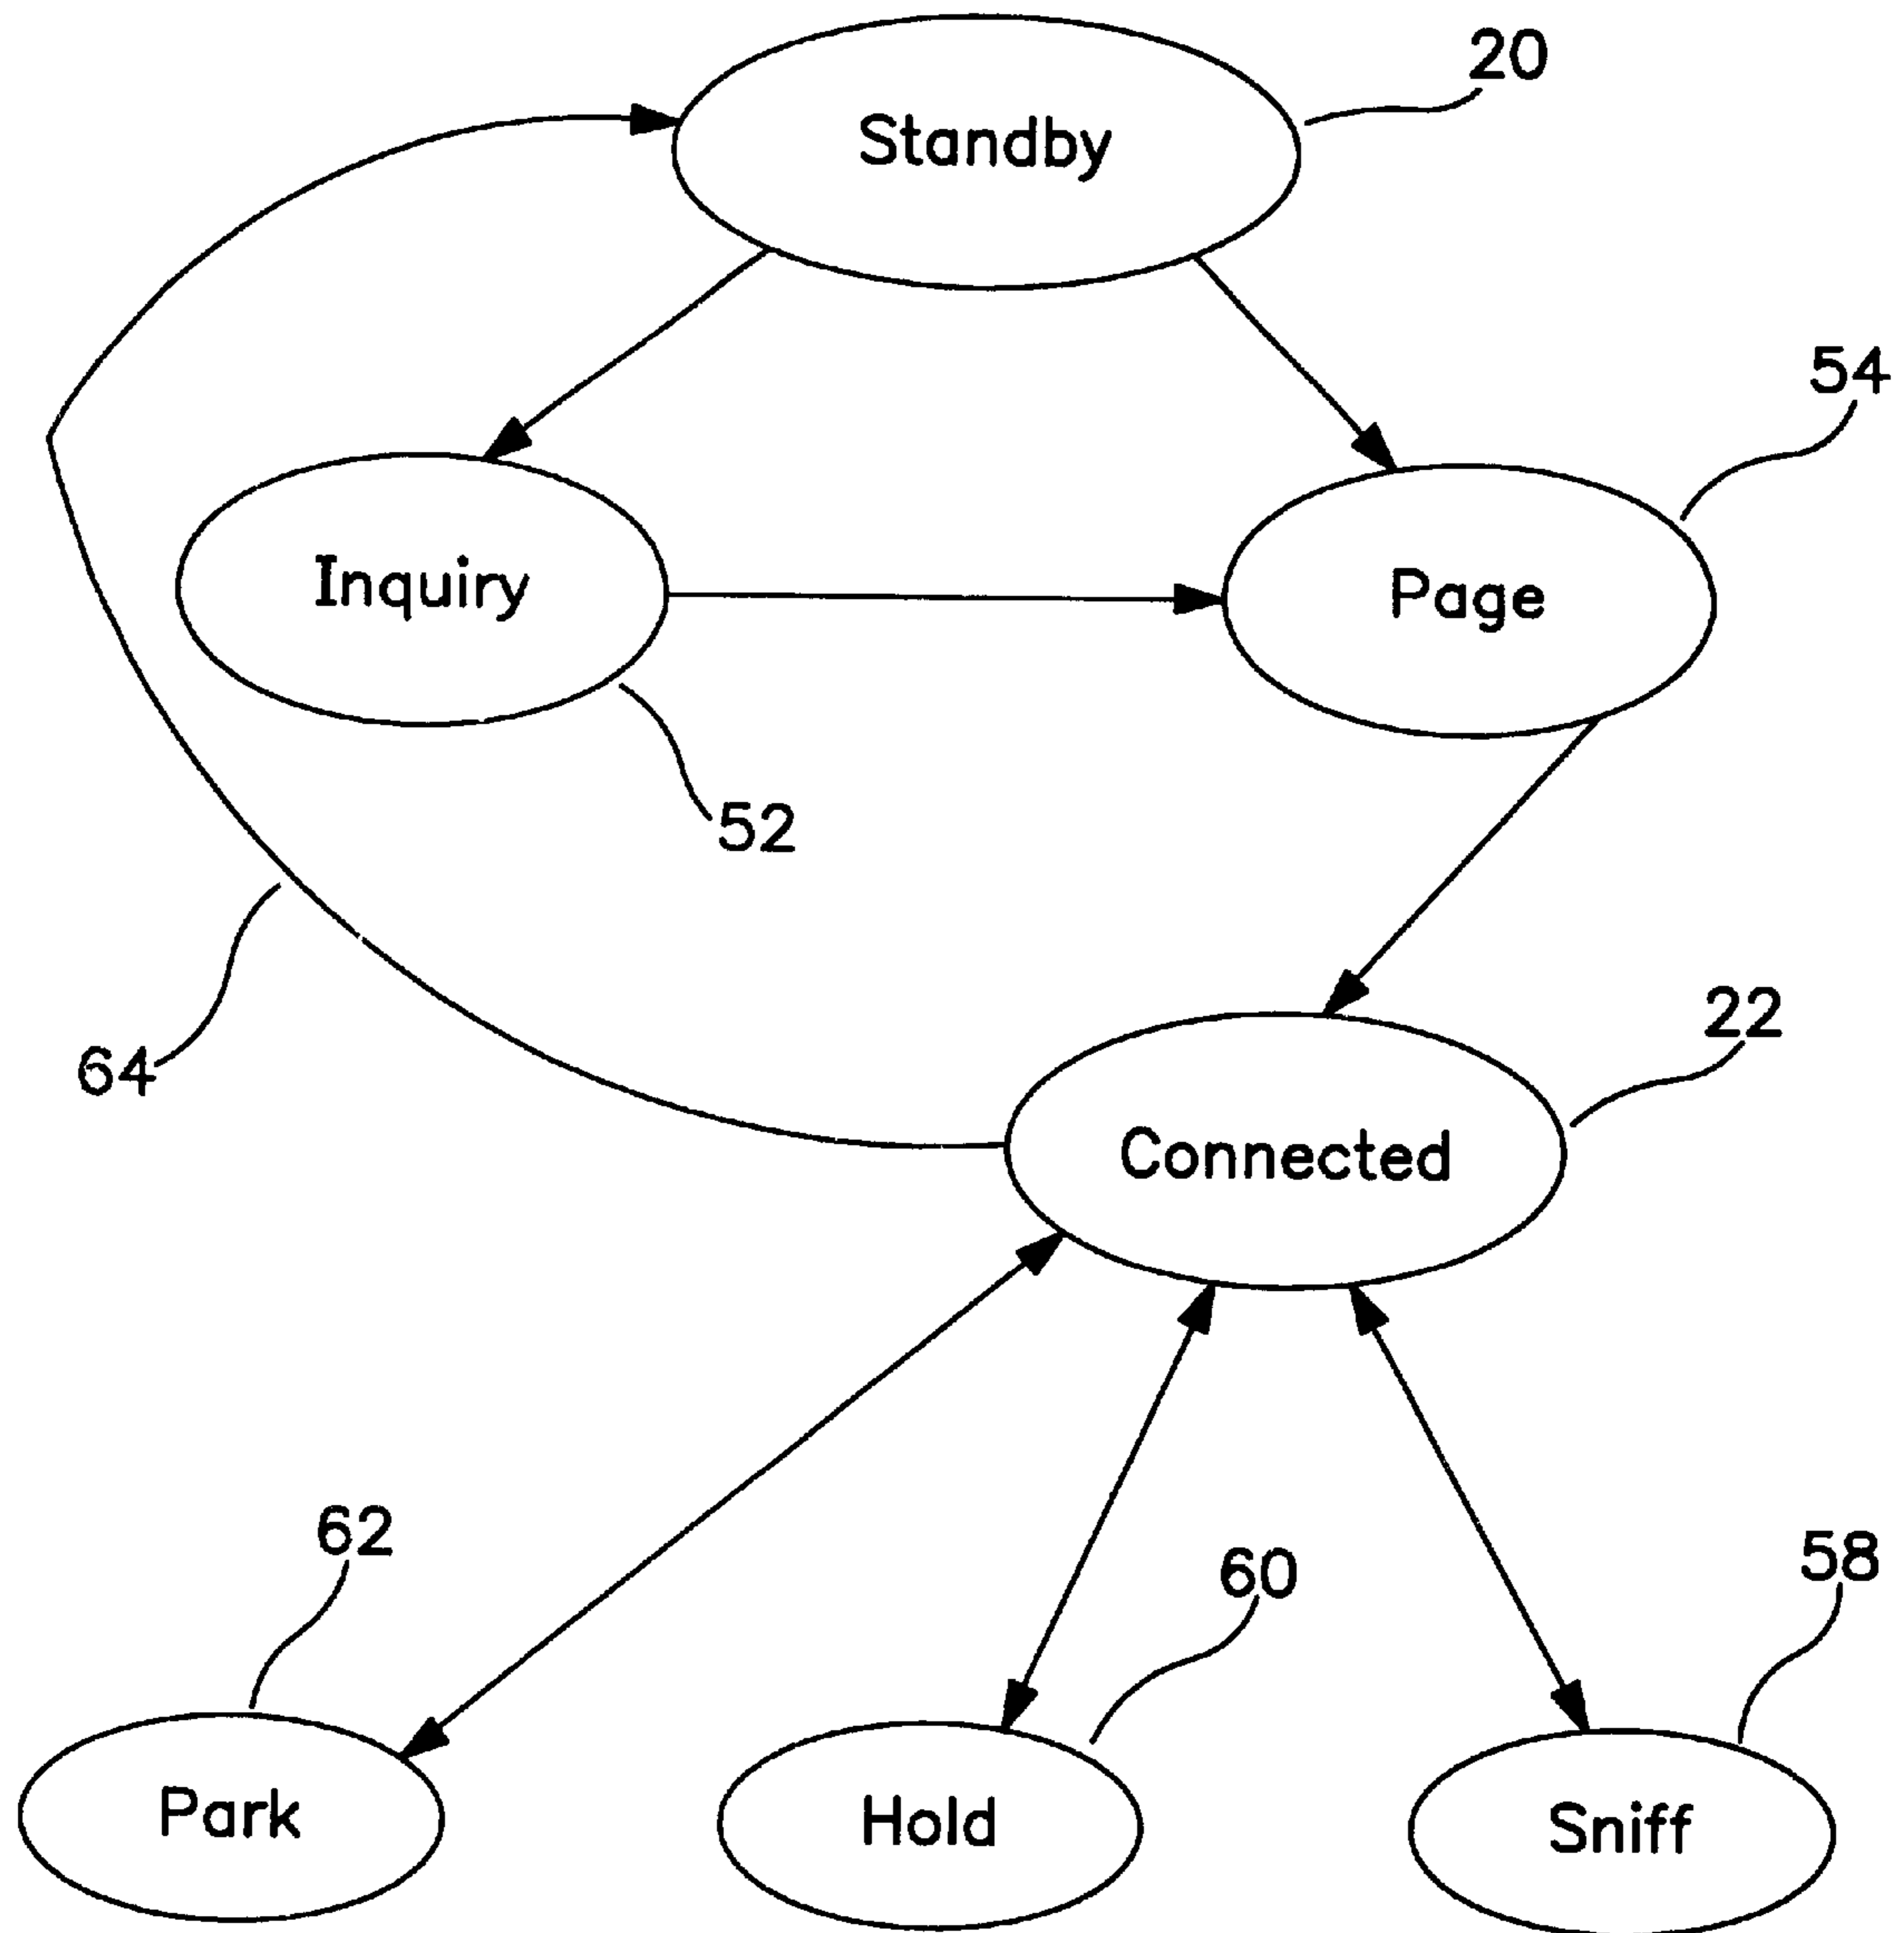 20
Standby
54
Inquiry
Page
52
22
64
Connected
62
60
58
Park
Hold
Sniff